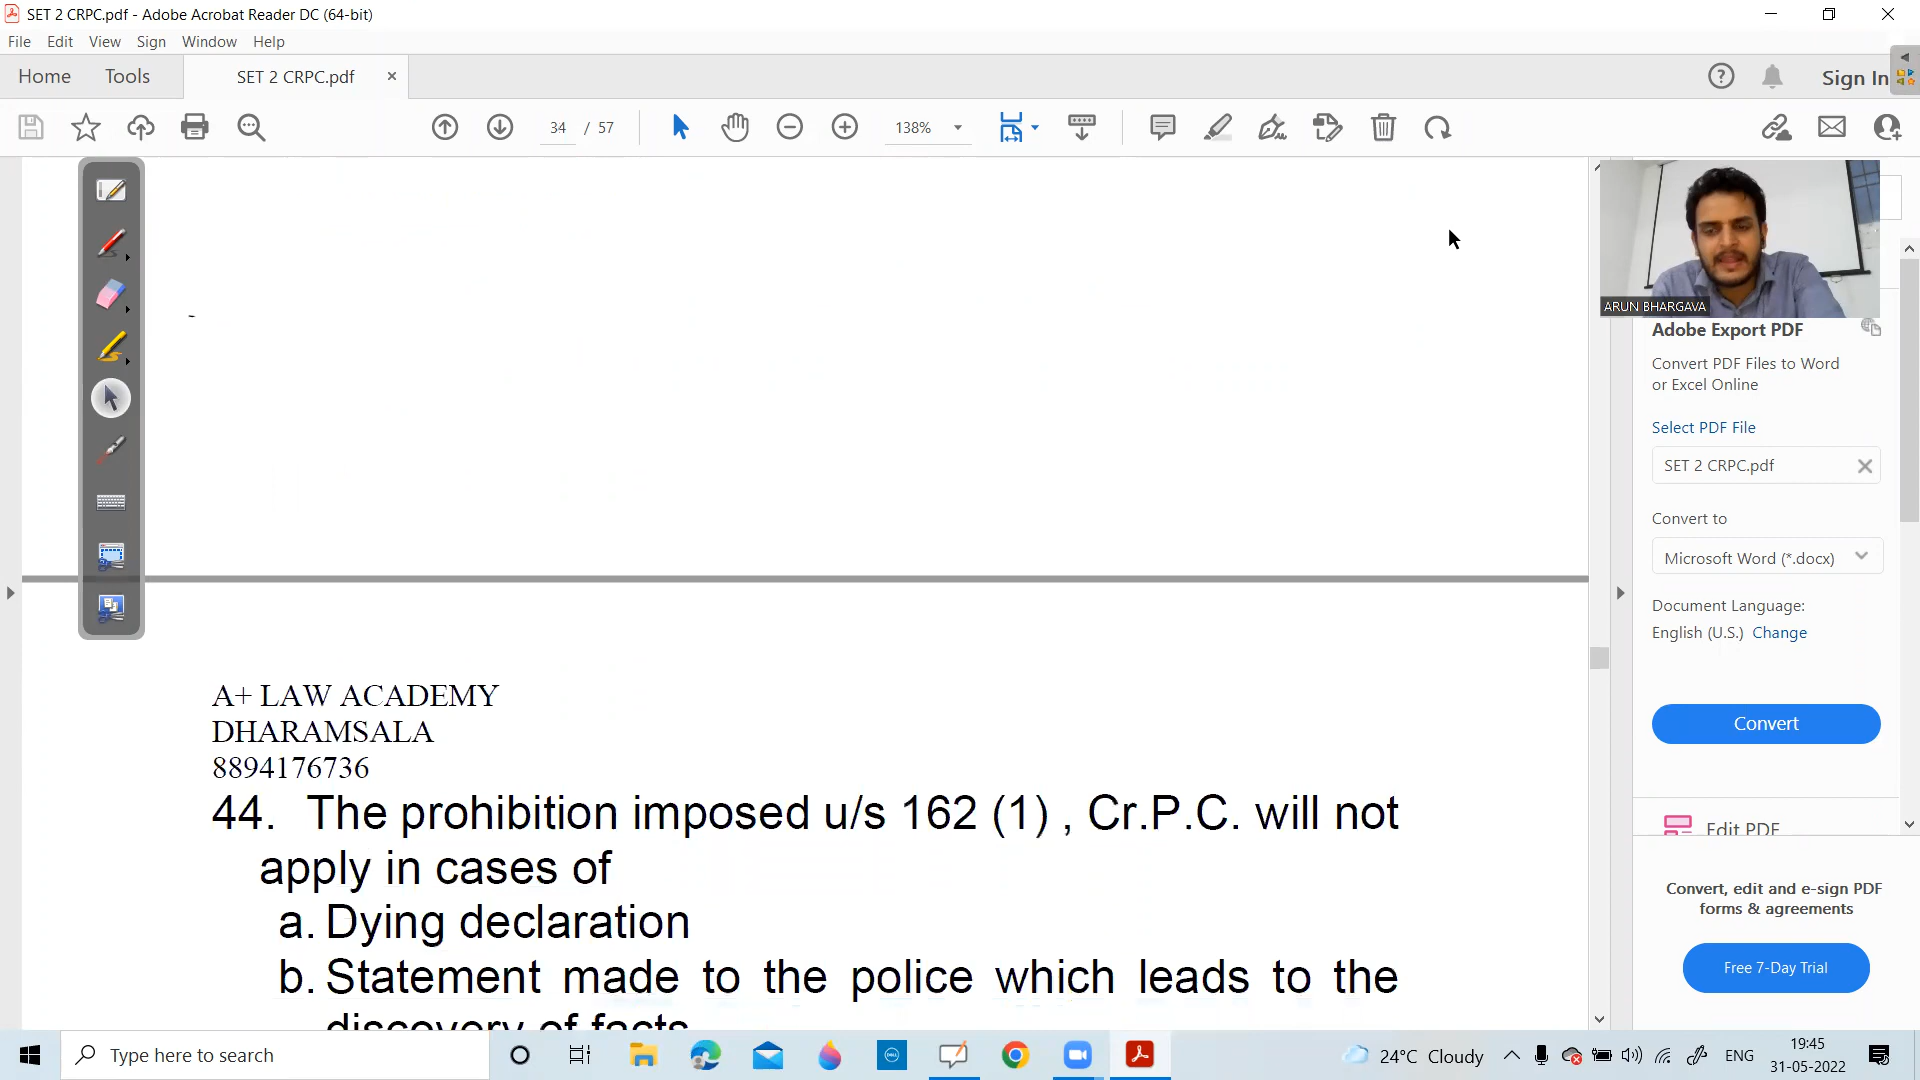 SET 2 CRPC.pdf - Adobe Acrobat Reader DC (64-bit)
File Edit View Sign Window Help
Home Tools SET 2 CRPC.pdf × Sign In
34 / 57 138%
ARUN BHARGAVA
Adobe Export PDF
Convert PDF Files to Word
or Excel Online
Select PDF File
SET 2 CRPC.pdf
Convert to
Microsoft Word (*.docx)
Document Language:
English (U.S.) Change
Convert
Edit PDF
Convert, edit and e-sign PDF
forms & agreements
Free 7-Day Trial
A+ LAW ACADEMY
DHARAMSALA
8894176736
44. The prohibition imposed u/s 162 (1) , Cr.P.C. will not
apply in cases of
a. Dying declaration
b. Statement made to the police which leads to the
discovery of facts
Type here to search
24°C Cloudy
ENG
19:45
31-05-2022